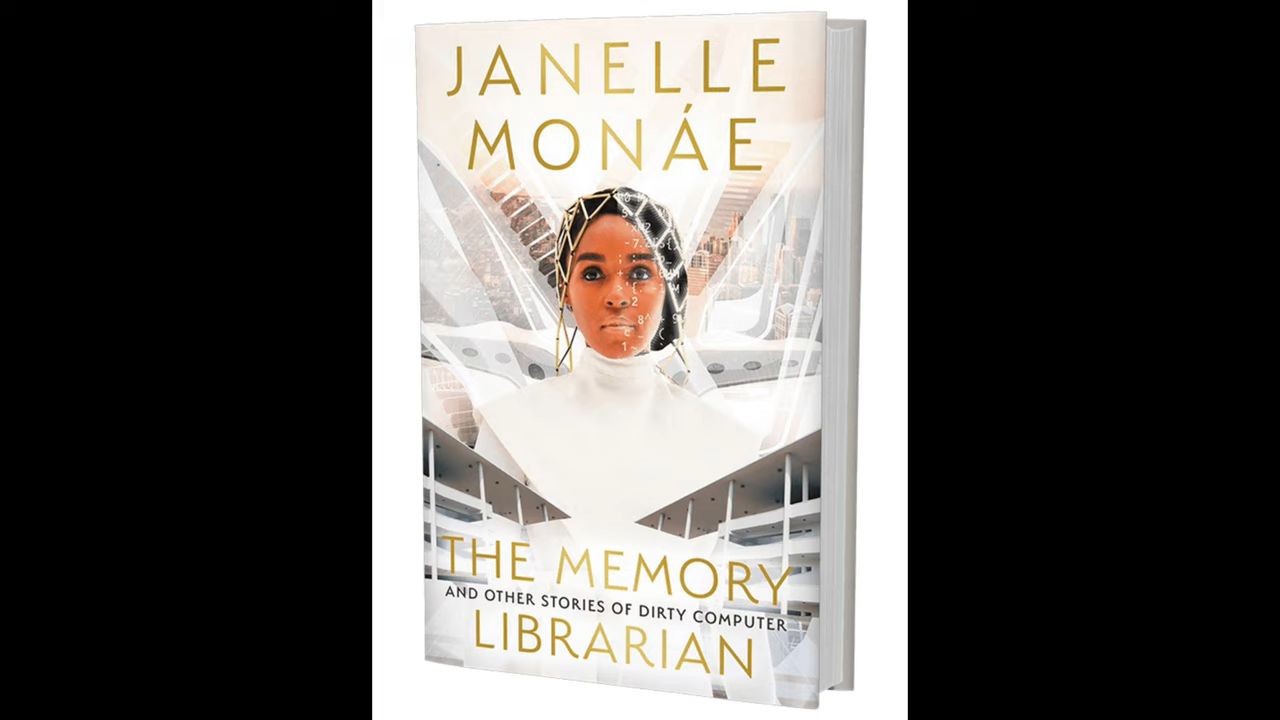 JANELLE
MONÁE
THE MEMORY
AND OTHER STORIES OF DIRTY COMPUTER
LIBRARIAN